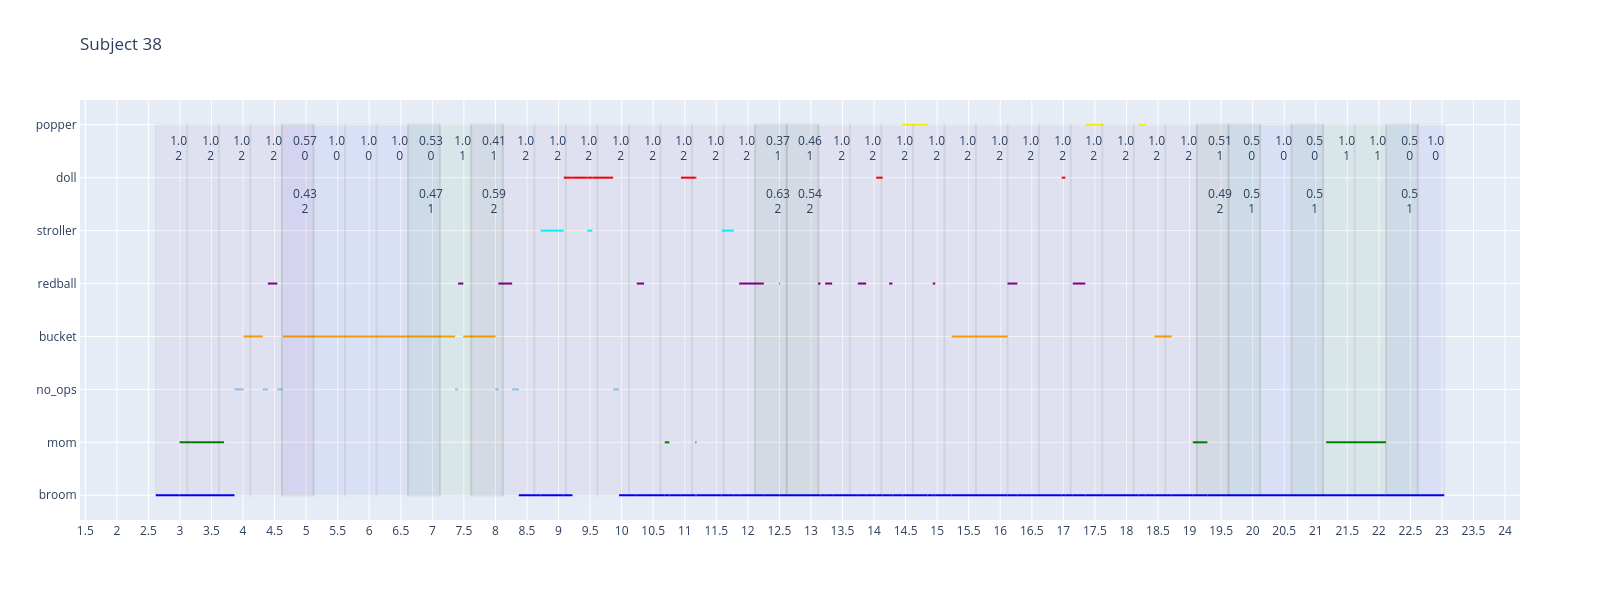 Subject 38
popper
1.0 1.0 1.0 1.0 0.57 1.0 1.0 1.0 0.53 1.0 0.41 1.0 1.0 1.0 1.0 1.0 1.0 1.0 1.0 0.37 0.46 1.0 1.0 1.0 1.0 1.0 1.0 1.0 1.0 1.0 1.0 1.0 1.0 0.51 0.5 1.0 0.5 1.0 1.0 0.5 1.0
2 2 2 2 0 0 0 0 0 1 1 2 2 2 2 2 2 2 2 1 1 2 2 2 2 2 2 2 2 2 2 2 2 1 0 0 0 1 1 0 0
doll
0.43 0.47 0.59 0.63 0.54 0.49 0.5 0.5 0.5
2 1 2 2 2 2 1 1 1
stroller
redball
bucket
no_ops
mom
broom
1.5 2 2.5 3 3.5 4 4.5 5 5.5 6 6.5 7 7.5 8 8.5 9 9.5 10 10.5 11 11.5 12 12.5 13 13.5 14 14.5 15 15.5 16 16.5 17 17.5 18 18.5 19 19.5 20 20.5 21 21.5 22 22.5 23 23.5 24